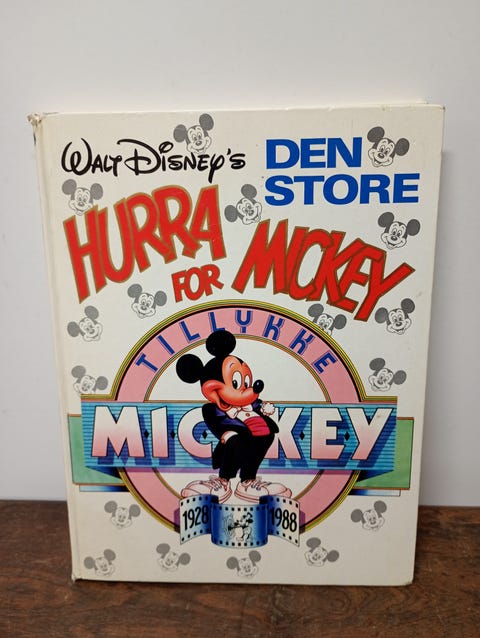 WALT DISNEY'S
DEN
STORE
HURRA
FOR MICKEY
TILLYKKE
MICKEY
1928 1988